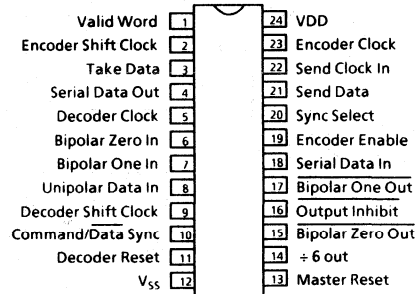 Valid Word 1 24 VDD
Encoder Shift Clock 2 23 Encoder Clock
Take Data 3 22 Send Clock In
Serial Data Out 4 21 Send Data
Decoder Clock 5 20 Sync Select
Bipolar Zero In 6 19 Encoder Enable
Bipolar One In 7 18 Serial Data In
Unipolar Data In 8 17 Bipolar One Out
Decoder Shift Clock 9 16 Output Inhibit
Command/Data Sync 10 15 Bipolar Zero Out
Decoder Reset 11 14 ÷ 6 out
VSS 12 13 Master Reset